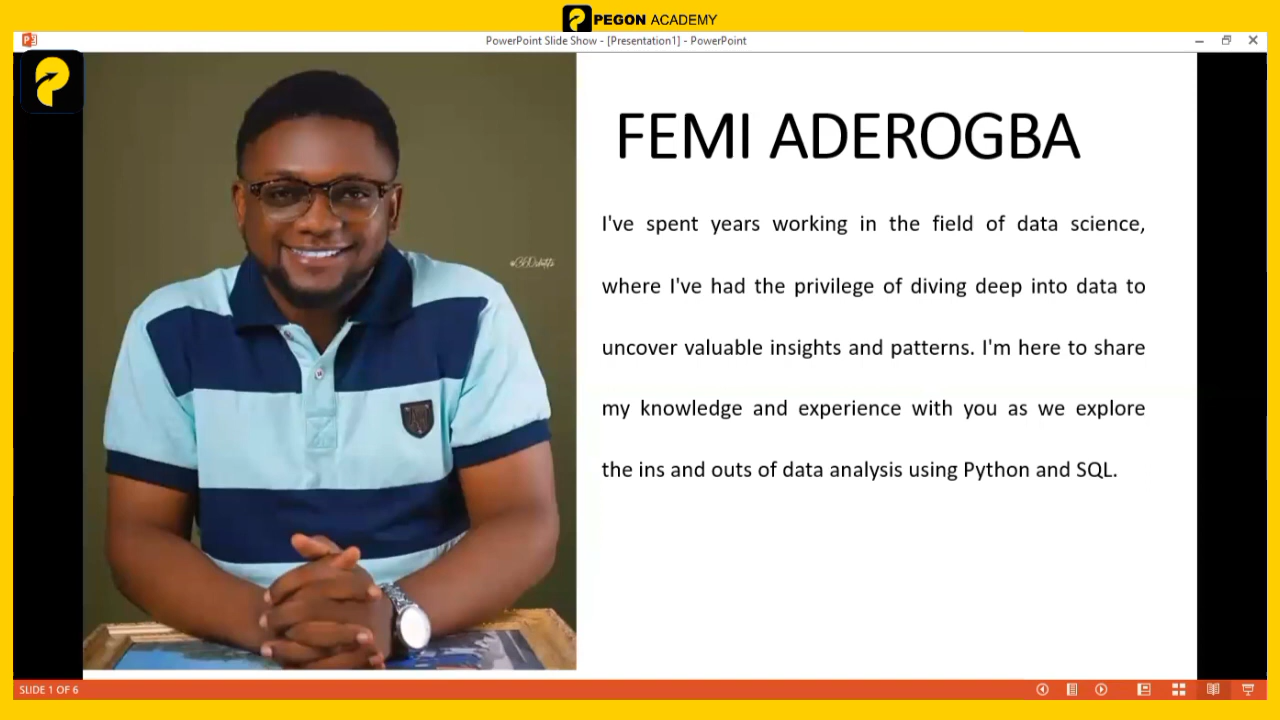 PEGON ACADEMY
PowerPoint Slide Show - [Presentation1] - PowerPoint
FEMI ADEROGBA
I've spent years working in the field of data science,
where I've had the privilege of diving deep into data to
uncover valuable insights and patterns. I'm here to share
my knowledge and experience with you as we explore
the ins and outs of data analysis using Python and SQL.
SLIDE 1 OF 6